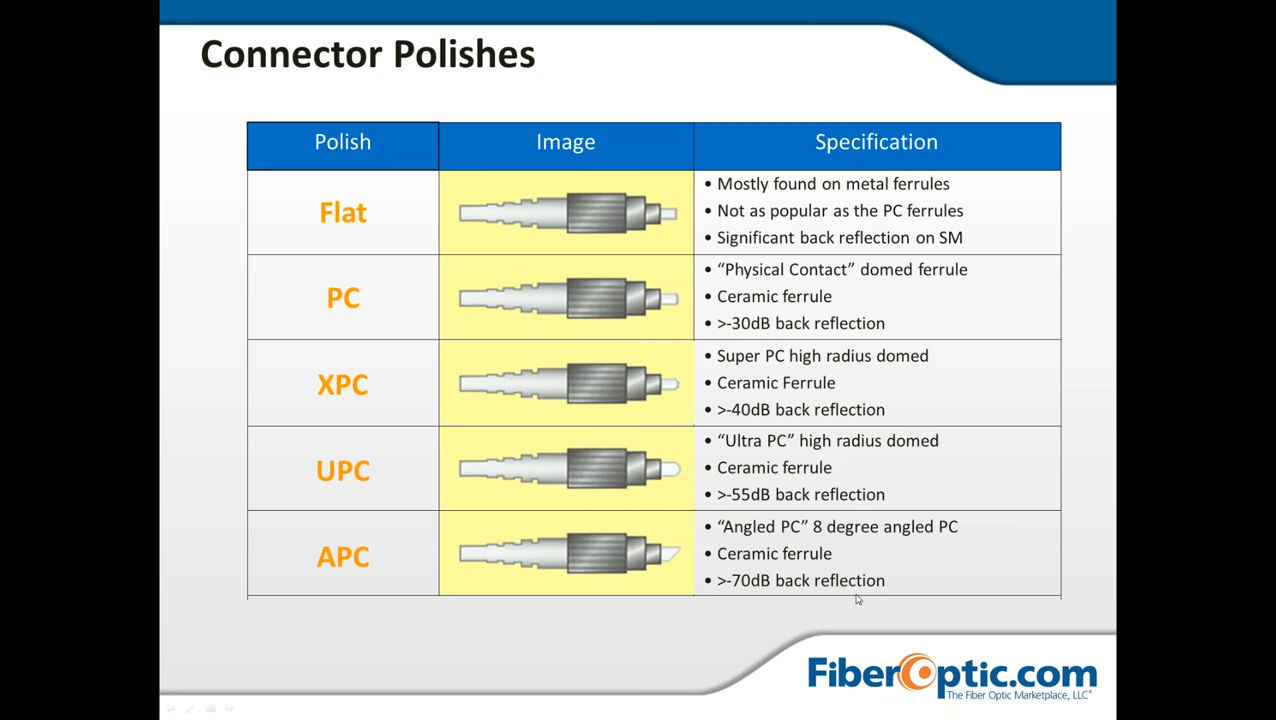 Connector Polishes
Polish
Image
Specification
Flat
• Mostly found on metal ferrules
• Not as popular as the PC ferrules
• Significant back reflection on SM
PC
• “Physical Contact” domed ferrule
• Ceramic ferrule
• >-30dB back reflection
XPC
• Super PC high radius domed
• Ceramic Ferrule
• >-40dB back reflection
UPC
• “Ultra PC” high radius domed
• Ceramic ferrule
• >-55dB back reflection
APC
• “Angled PC” 8 degree angled PC
• Ceramic ferrule
• >-70dB back reflection
FiberOptic.com
The Fiber Optic Marketplace, LLC®